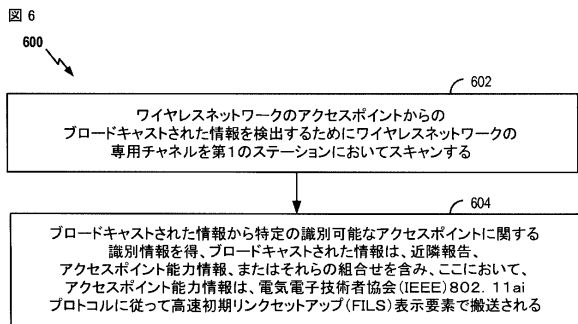 図 6
600
602
ワイヤレスネットワークのアクセスポイントからの
ブロードキャストされた情報を検出するためにワイヤレスネットワークの
専用チャネルを第1のステーションにおいてスキャンする
604
ブロードキャストされた情報から特定の識別可能なアクセスポイントに関する
識別情報を得、ブロードキャストされた情報は、近隣報告、
アクセスポイント能力情報、またはそれらの組合せを含み、ここにおいて、
アクセスポイント能力情報は、電気電子技術者協会(IEEE)802. 11ai
プロトコルに従って高速初期リンクセットアップ(FILS)表示要素で搬送される